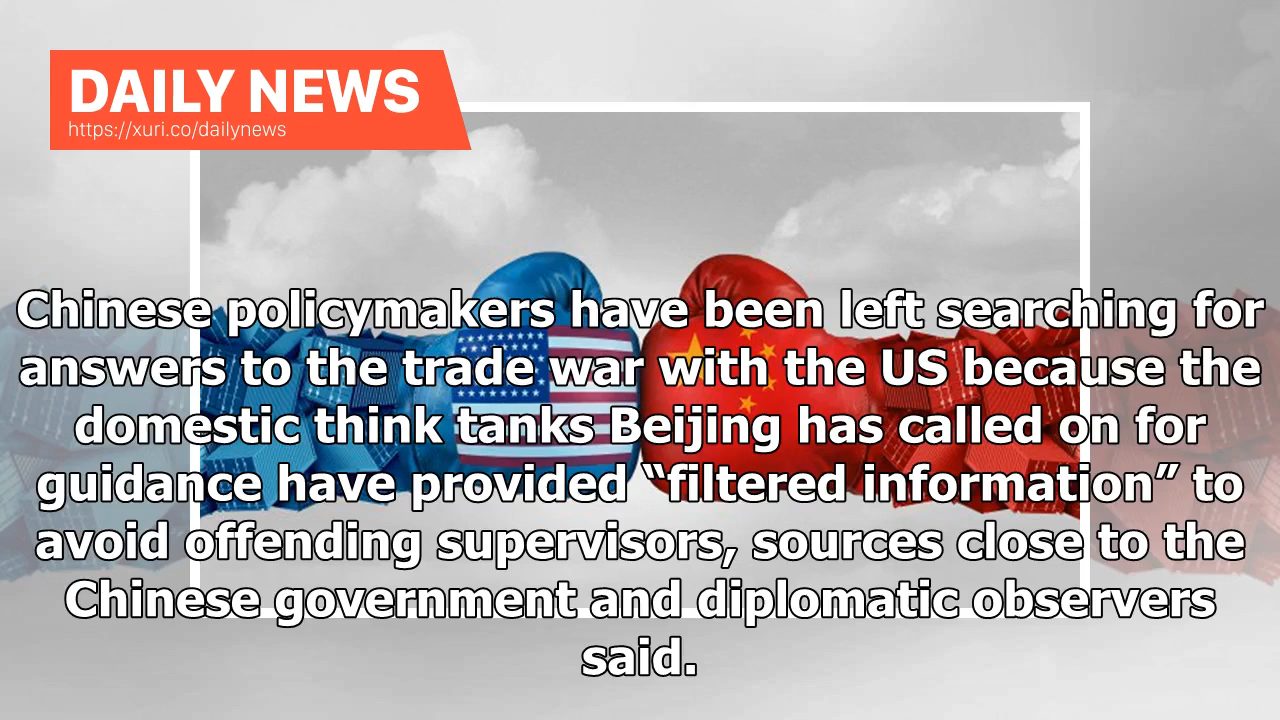 DAILY NEWS
https://xuri.co/dailynews
Chinese policymakers have been left searching for
answers to the trade war with the US because the
domestic think tanks Beijing has called on for
guidance have provided “filtered information” to
avoid offending supervisors, sources close to the
Chinese government and diplomatic observers
said.